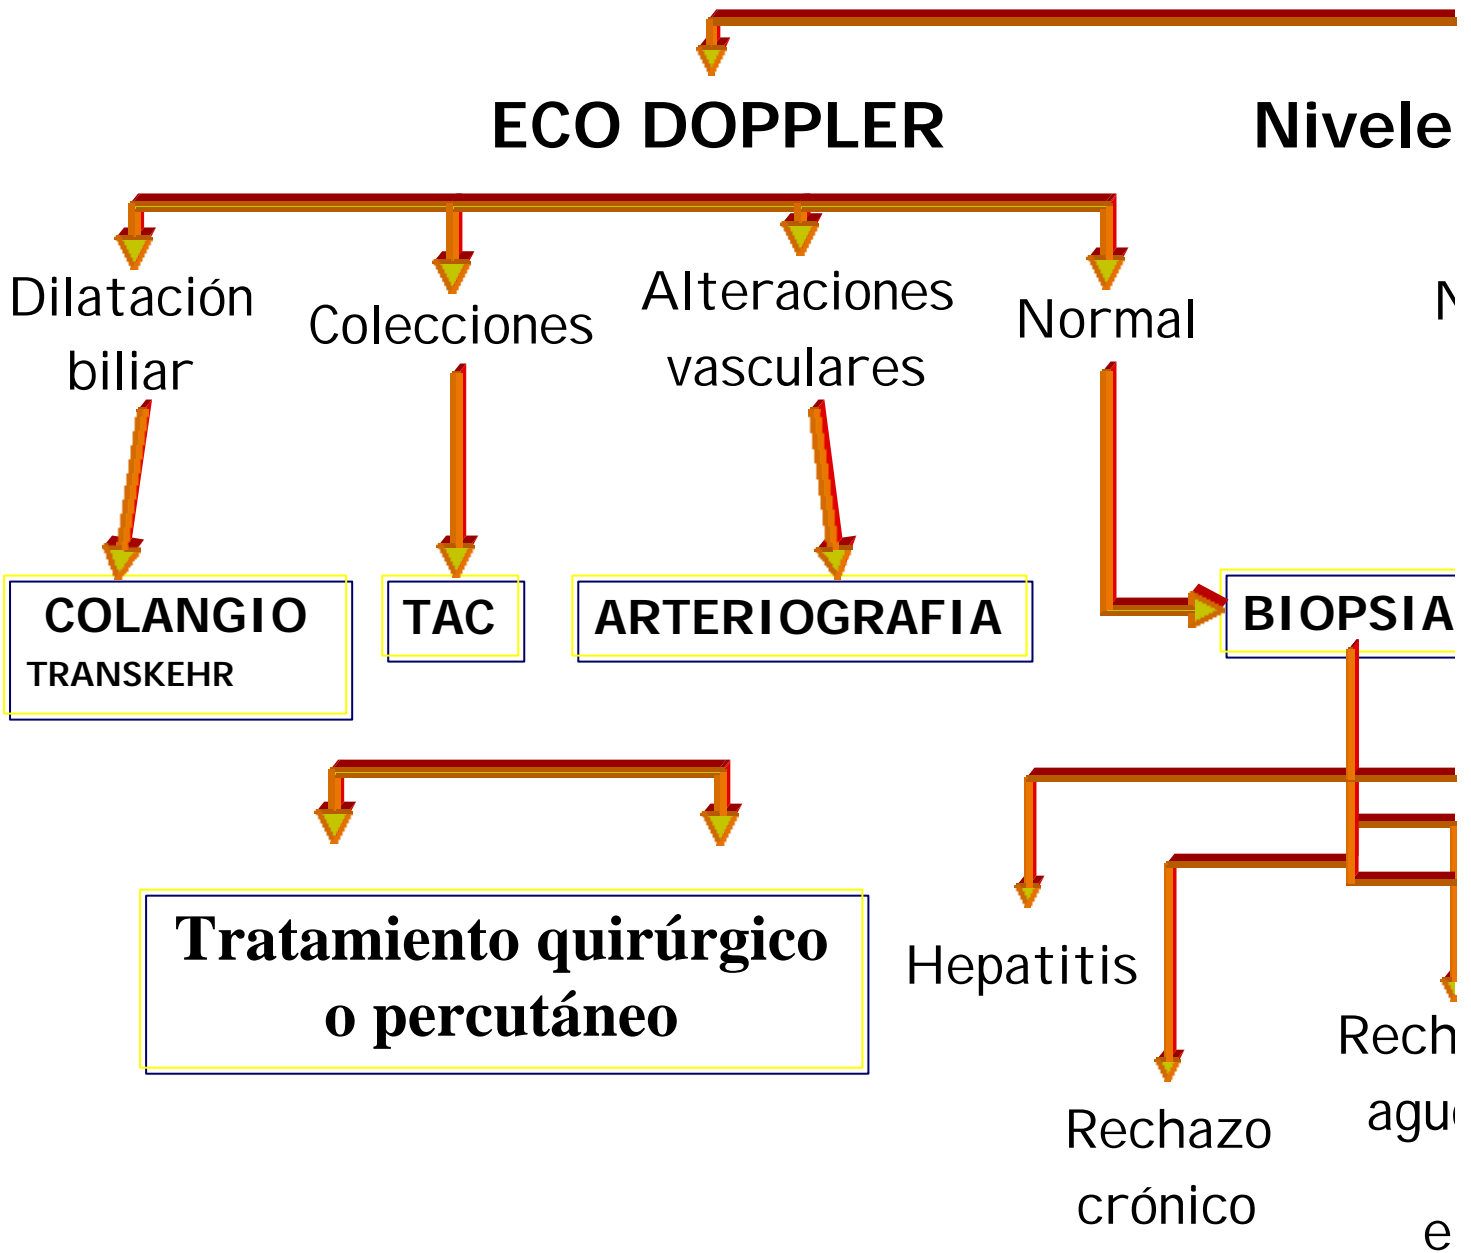 ECO DOPPLER
Dilatación
biliar
Colecciones
Alteraciones
vasculares
Normal
COLANGIO
TRANSKEHR
TAC
ARTERIOGRAFIA
BIOPSIA
Tratamiento quirúrgico
o percutáneo
Hepatitis
Rechazo
crónico